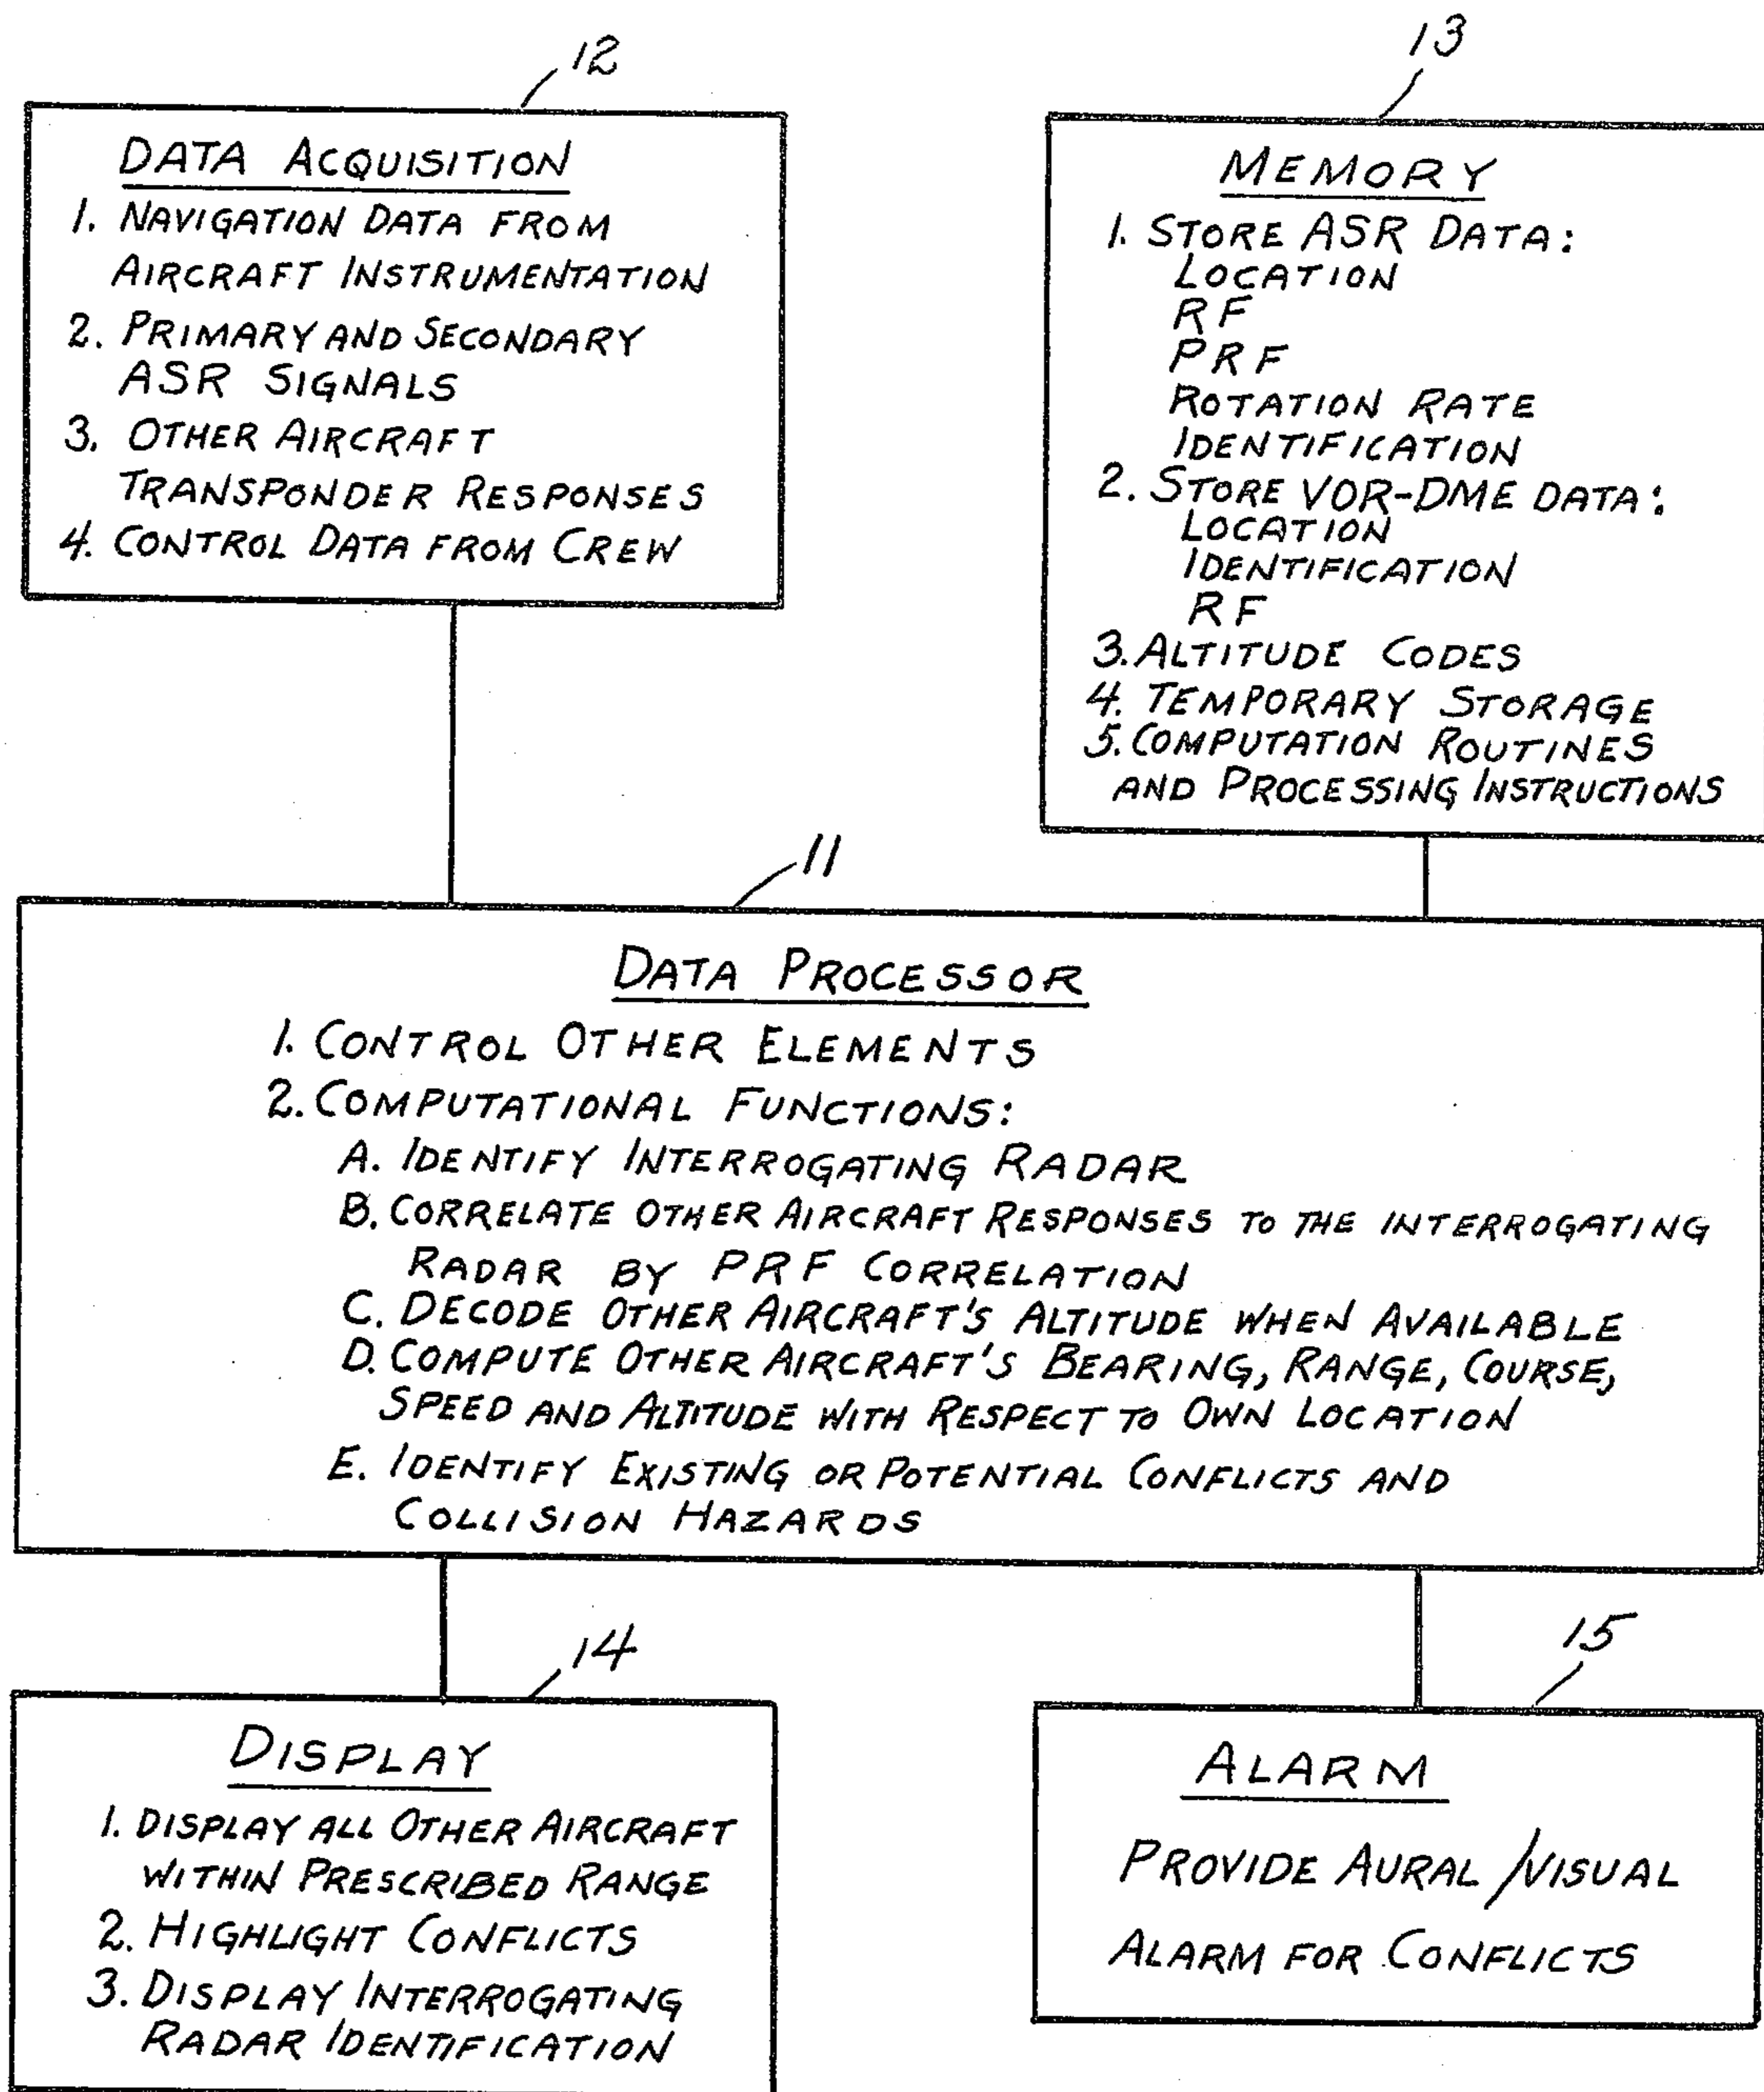 12
DATA ACQUISITION
1. NAVIGATION DATA FROM
AIRCRAFT INSTRUMENTATION
2. PRIMARY AND SECONDARY
ASR SIGNALS
3. OTHER AIRCRAFT
TRANSPONDER RESPONSES
4. CONTROL DATA FROM CREW
13
MEMORY
1. STORE ASR DATA:
LOCATION
RF
PRF
ROTATION RATE
IDENTIFICATION
2. STORE VOR-DME DATA:
LOCATION
IDENTIFICATION
RF
3. ALTITUDE CODES
4. TEMPORARY STORAGE
5. COMPUTATION ROUTINES
AND PROCESSING INSTRUCTIONS
11
DATA PROCESSOR
1. CONTROL OTHER ELEMENTS
2. COMPUTATIONAL FUNCTIONS:
A. IDENTIFY INTERROGATING RADAR
B. CORRELATE OTHER AIRCRAFT RESPONSES TO THE INTERROGATING
RADAR BY PRF CORRELATION
C. DECODE OTHER AIRCRAFT'S ALTITUDE WHEN AVAILABLE
D. COMPUTE OTHER AIRCRAFT'S BEARING, RANGE, COURSE,
SPEED AND ALTITUDE WITH RESPECT TO OWN LOCATION
E. IDENTIFY EXISTING OR POTENTIAL CONFLICTS AND
COLLISION HAZARDS
14
DISPLAY
1. DISPLAY ALL OTHER AIRCRAFT
WITHIN PRESCRIBED RANGE
2. HIGHLIGHT CONFLICTS
3. DISPLAY INTERROGATING
RADAR IDENTIFICATION
15
ALARM
PROVIDE AURAL/VISUAL
ALARM FOR CONFLICTS